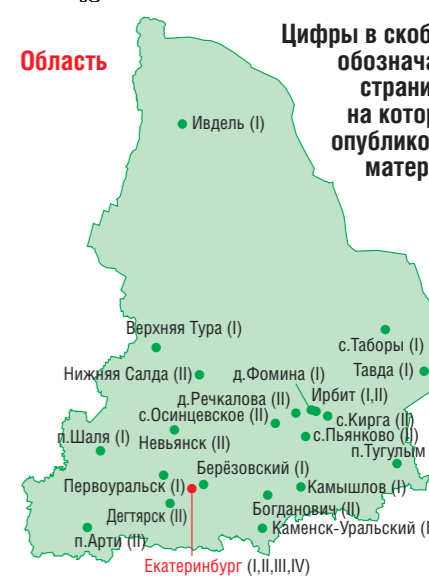 Цифры в скоб
Область
обознача
страни
на котор
опублико
матер
Ивдель (I)
Верхняя Тура (I)
с.Таборы (I)
Нижняя Салда (II)
д.Фомина (I)
Тавда (I)
д.Речкалова (II)
Ирбит (I,II)
с.Осинцевское (II)
с.Кирга (II)
п.Шаля (I)
Невьянск (II)
с.Пьянково (II)
п.Тугулым
Берёзовский (I)
Первоуральск (I)
Камышлов (I)
Дегтярск (II)
Богданович (II)
п.Арти (II)
Каменск-Уральский (I
Екатеринбург (I,II,III,IV)